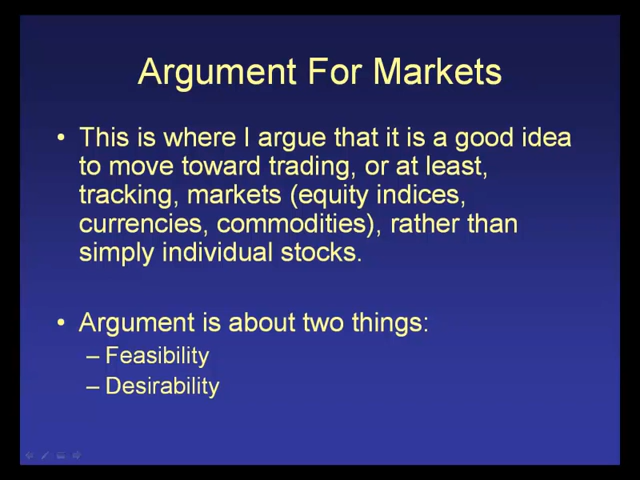 Argument For Markets
• This is where I argue that it is a good idea
to move toward trading, or at least,
tracking, markets (equity indices,
currencies, commodities), rather than
simply individual stocks.
• Argument is about two things:
– Feasibility
– Desirability